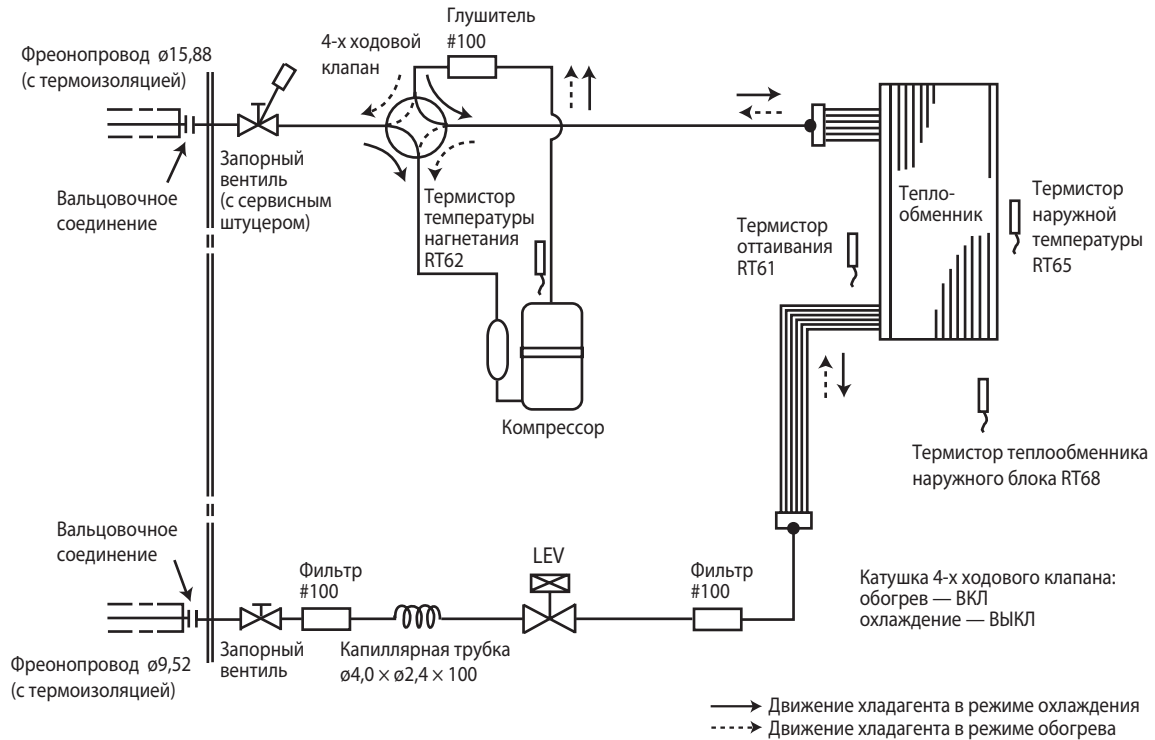 Фреонопровод ø15,88
(с термоизоляцией)
4-х ходовой
клапан
Глушитель
#100
Вальцовочное
соединение
Запорный
вентиль
(с сервисным
штуцером)
Термистор
температуры
нагнетания
RT62
Компрессор
Тепло-
обменник
Термистор
оттаивания
RT61
Термистор
наружной
температуры
RT65
Термистор теплообменника
наружного блока RT68
Вальцовочное
соединение
Фреонопровод ø9,52
(с термоизоляцией)
Запорный
вентиль
Фильтр
#100
Капиллярная трубка
ø4,0 × ø2,4 × 100
LEV
Фильтр
#100
Катушка 4-х ходового клапана:
обогрев — ВКЛ
охлаждение — ВЫКЛ
Движение хладагента в режиме охлаждения
Движение хладагента в режиме обогрева